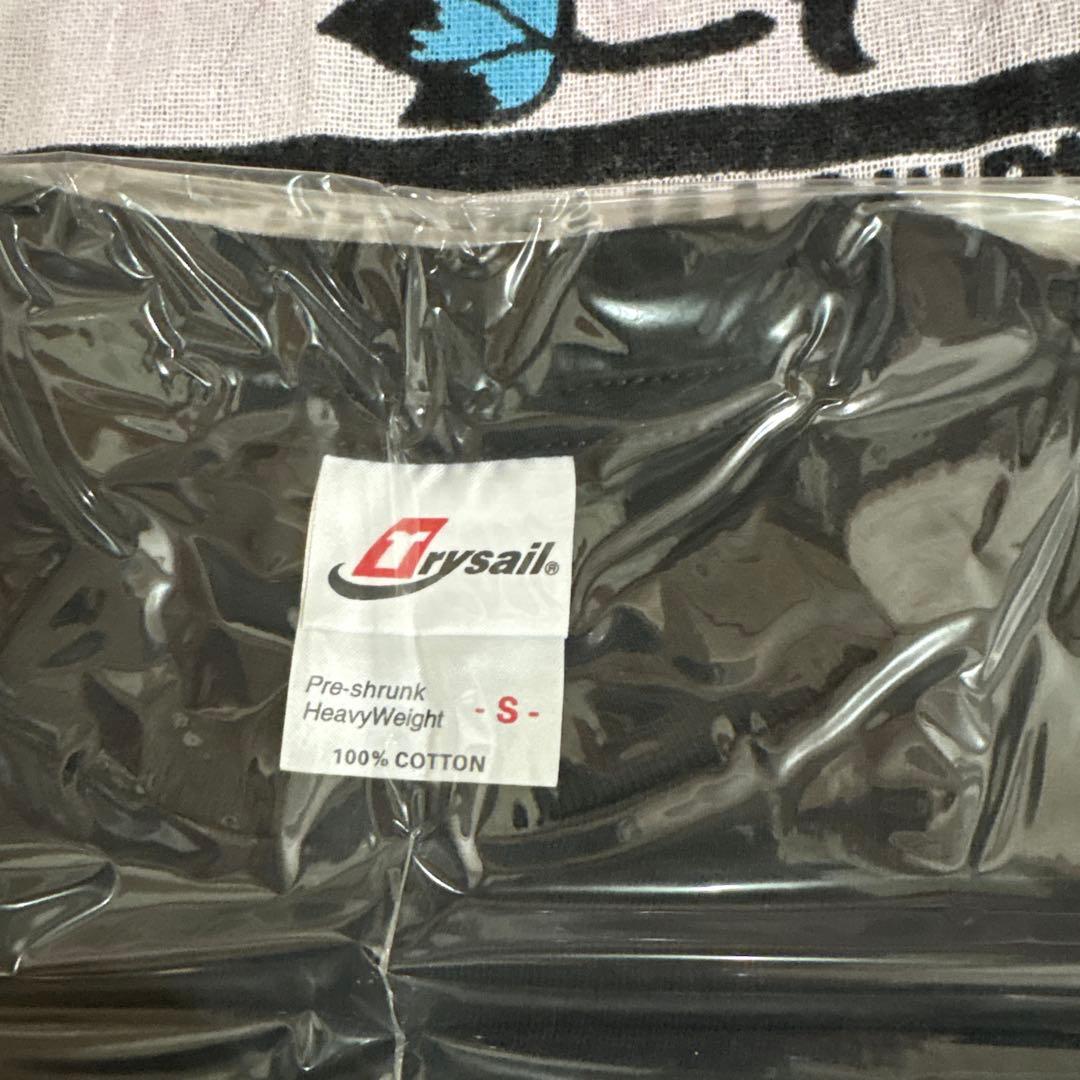 Trysail®
Pre-shrunk
HeavyWeight
- S -
100% COTTON